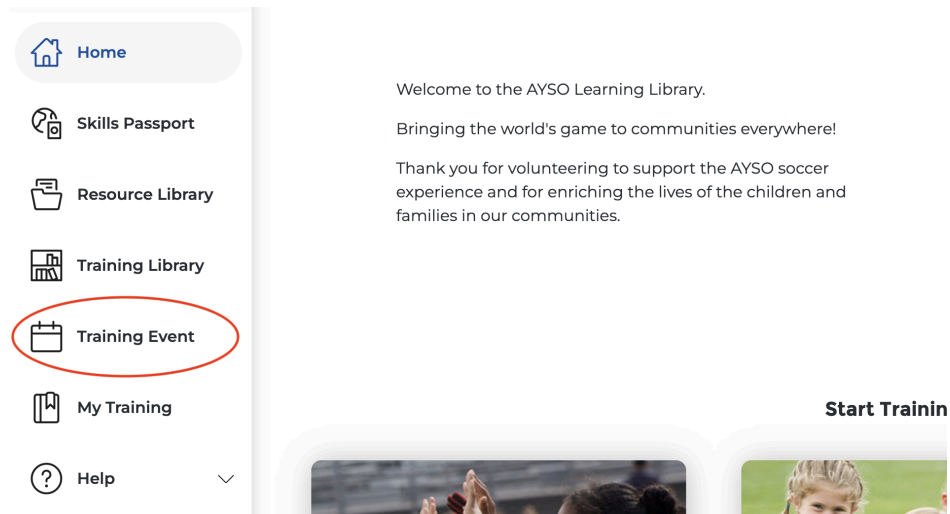 Home
Skills Passport
Resource Library
Training Library
Training Event
My Training
Help
Welcome to the AYSO Learning Library.
Bringing the world's game to communities everywhere!
Thank you for volunteering to support the AYSO soccer
experience and for enriching the lives of the children and
families in our communities.
Start Trainin